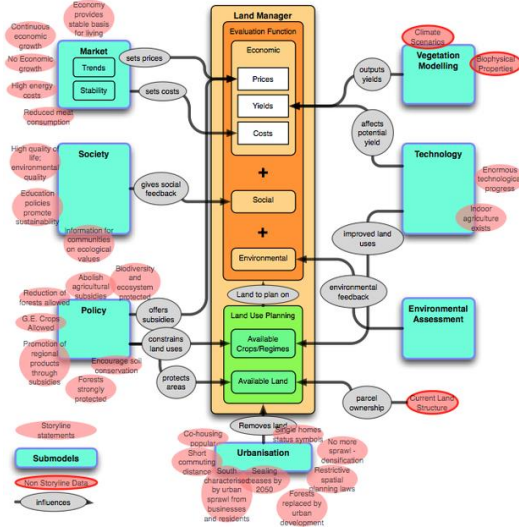 Economy
provides stable basis
for living
Continuous
economic
growth
Market
Trends
Stability
No Economic
growth
High energy
costs
Reduced meat
consumption
sets prices
sets costs
Land Manager
Evaluation Function
Economic
Prices
Yields
Costs
+
Social
+
Environmental
Land to plan on
Land Use Planning
Available
Crops/Regimes
Available Land
Removes land
Climate
Scenarios
Vegetation
Modelling
Biophysical
Properties
outputs
yields
affects
potential
yield
Technology
Enormous
technological
progress
Indoor
agriculture
exists
improved land
uses
environmental
feedback
Environmental
Assessment
parcel
ownership
Current Land
Structure
High quality of
life; environmental
quality
Society
Education
policies
promote
sustainability
Information for
communities
on ecological
values
gives social
feedback
Abolish
agricultural
subsidies
Biodiversity
and
ecosystem
protected
Reduction of
forests allowed
Policy
G.E. Crops
Allowed
Promotion of
regional
products
through
subsidies
Encourage soil
conservation
Forests
strongly
protected
offers
subsidies
constrains
land uses
protects
areas
Co-housing
popular
Single homes
status symbols
Urbanisation
Short
commuting
distance
South
characterised
by urban
sprawl from
businesses
and residents
Sealing
ceases by
2050
No more
sprawl -
densification
Restrictive
spatial
planning laws
Forests
replaced by
urban
development
Storyline
statements
Submodels
Non Storyline Data
influences